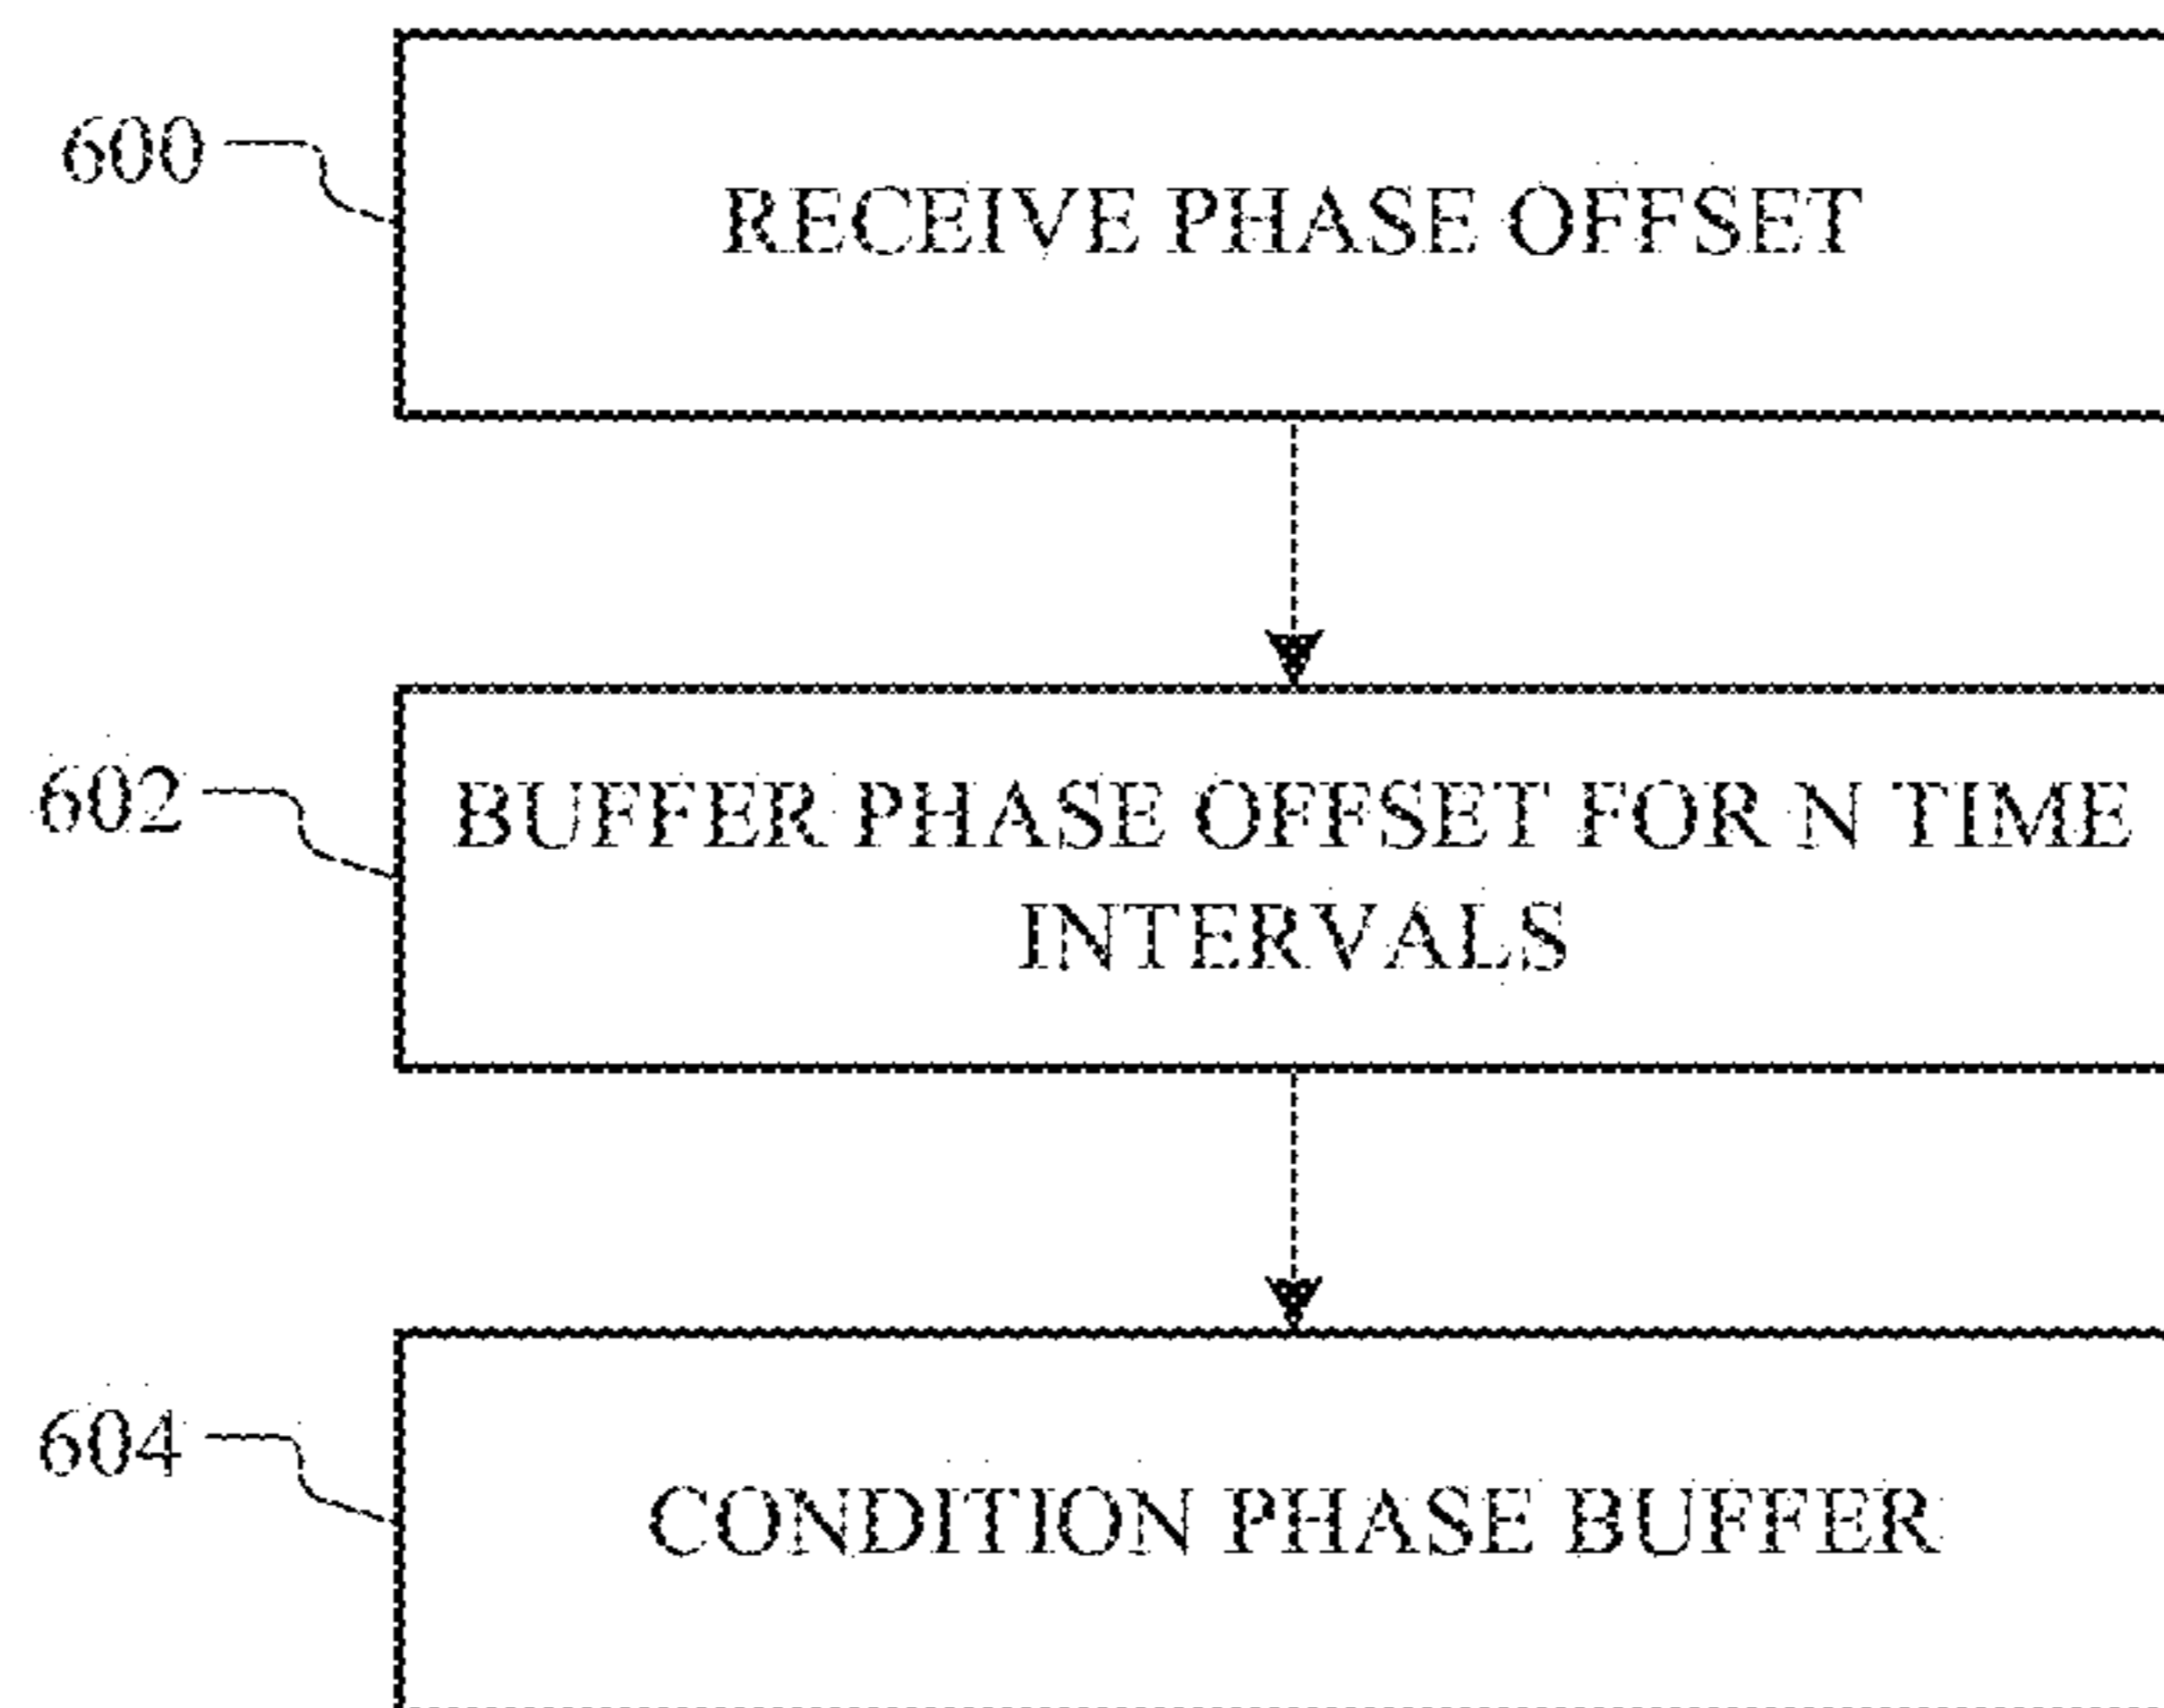 600
RECEIVE PHASE OFFSET
602
BUFFER PHASE OFFSET FOR N TIME
INTERVALS
604
CONDITION PHASE BUFFER